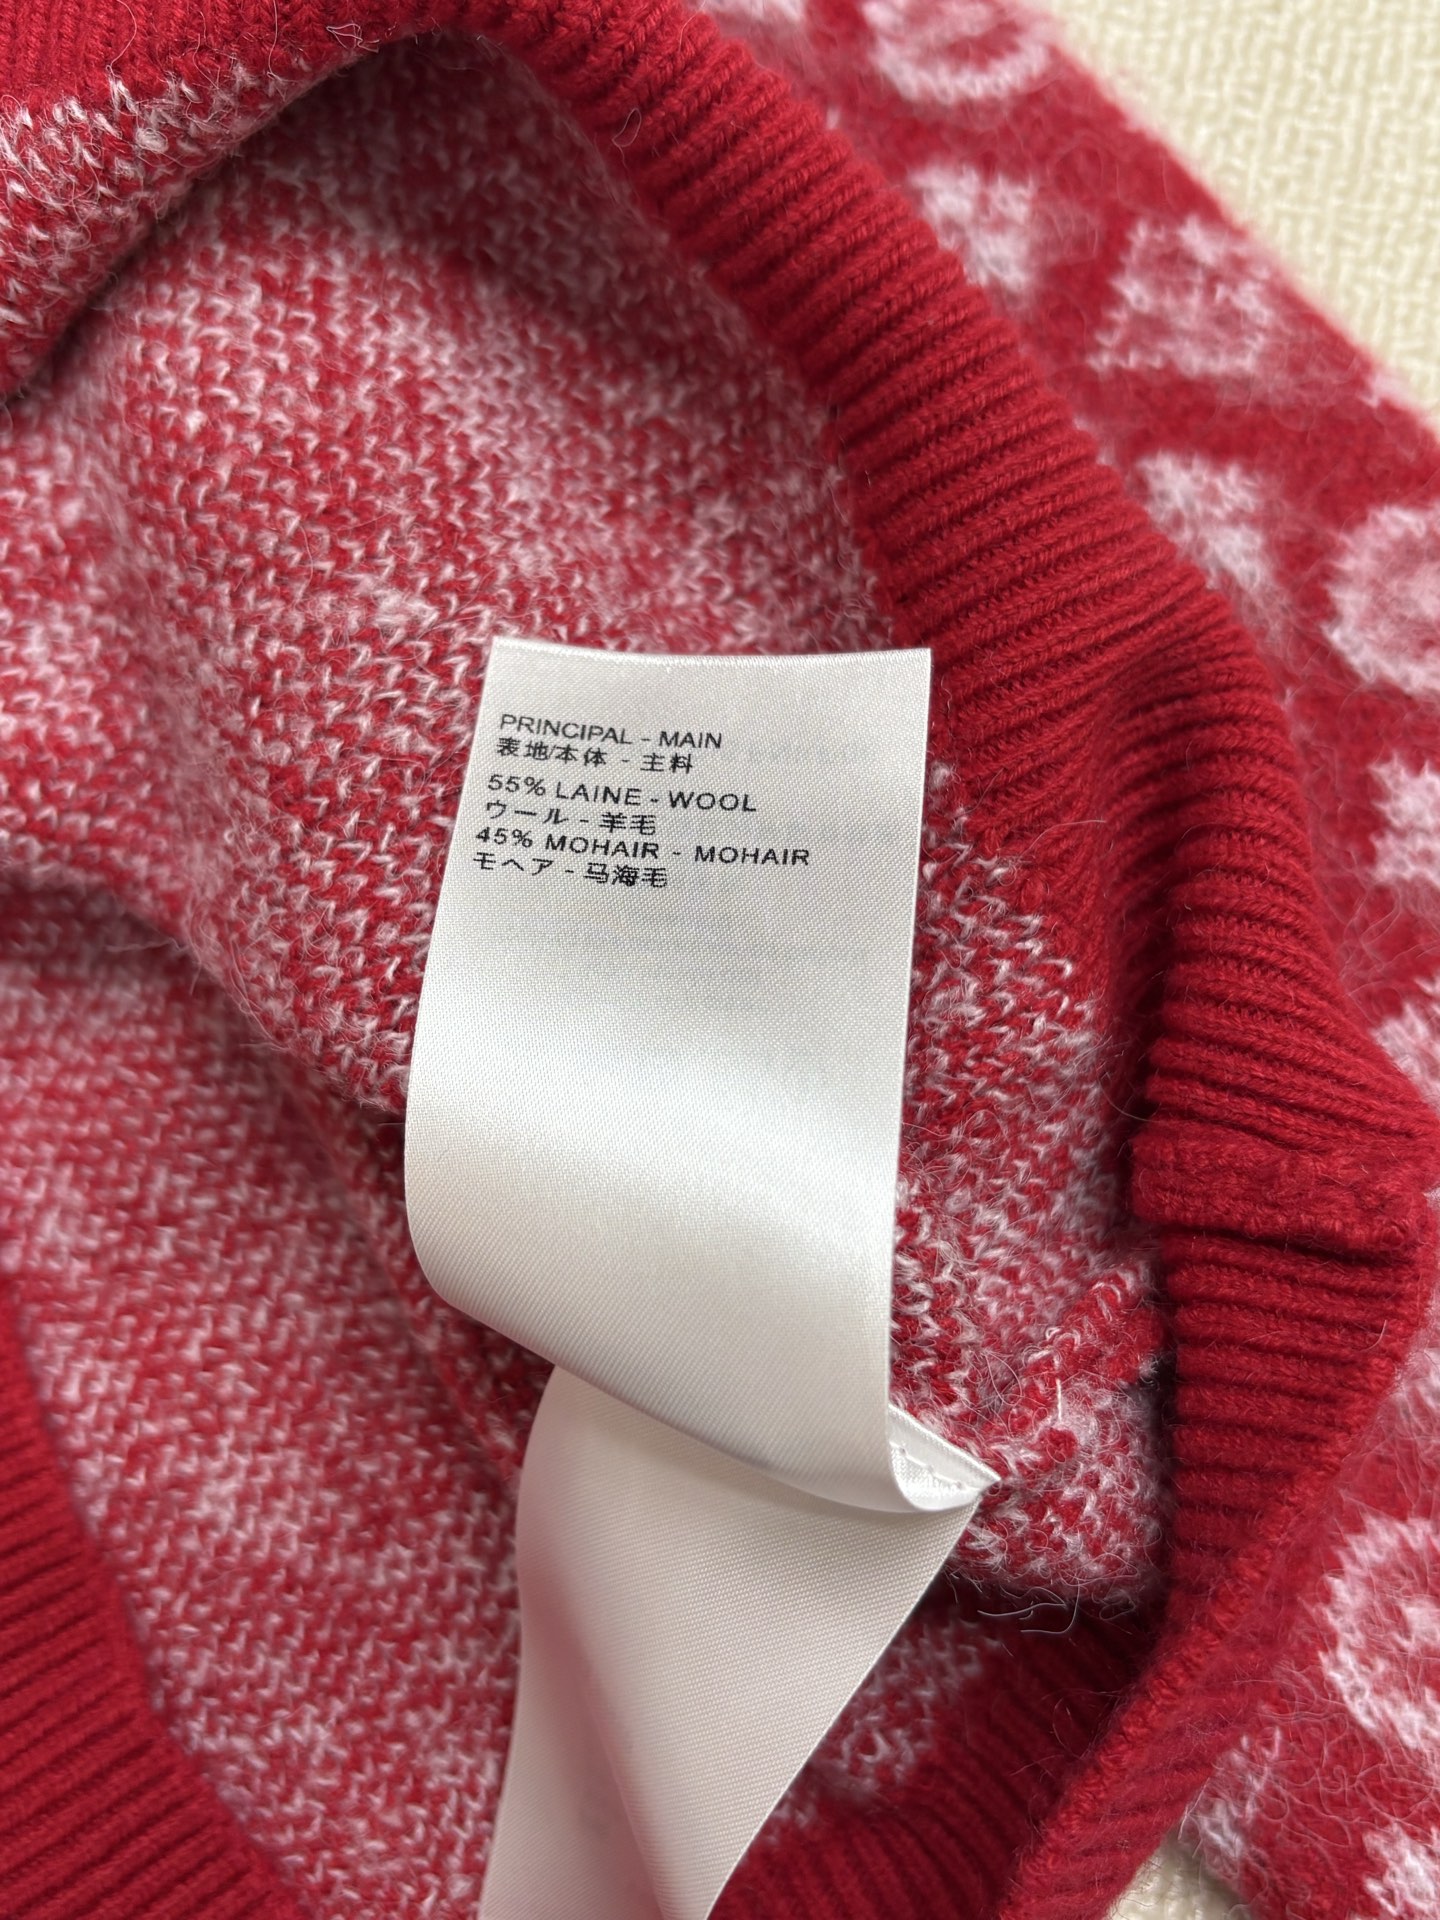 PRINCIPAL - MAIN
表地/本体 - 主料
55% LAINE - WOOL
ウール - 羊毛
45% MOHAIR - MOHAIR
モヘア - 马海毛